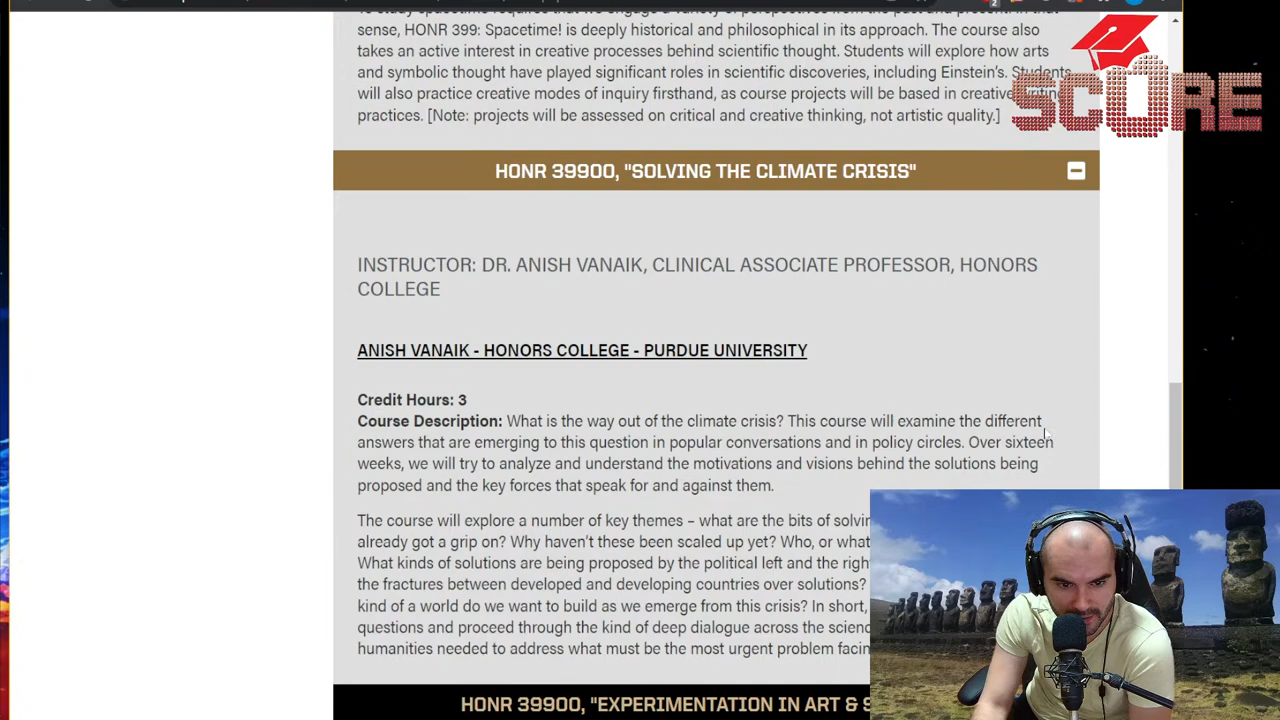 sense, HONR 399: Spacetime! is deeply historical and philosophical in its approach. The course also
takes an active interest in creative processes behind scientific thought. Students will explore how arts
and symbolic thought have played significant roles in scientific discoveries, including Einstein's. Students
will also practice creative modes of inquiry firsthand, as course projects will be based in creative writing
practices. [Note: projects will be assessed on critical and creative thinking, not artistic quality.]
SCORE
HONR 39900, "SOLVING THE CLIMATE CRISIS"
INSTRUCTOR: DR. ANISH VANAIK, CLINICAL ASSOCIATE PROFESSOR, HONORS
COLLEGE
ANISH VANAIK - HONORS COLLEGE - PURDUE UNIVERSITY
Credit Hours: 3
Course Description: What is the way out of the climate crisis? This course will examine the different
answers that are emerging to this question in popular conversations and in policy circles. Over sixteen
weeks, we will try to analyze and understand the motivations and visions behind the solutions being
proposed and the key forces that speak for and against them.
The course will explore a number of key themes – what are the bits of
already got a grip on? Why haven't these been scaled up yet? Who, or what
What kinds of solutions are being proposed by the political left and the
the fractures between developed and developing countries over solutions?
kind of a world do we want to build as we emerge from this crisis? In short,
questions and proceed through the kind of deep dialogue across the
humanities needed to address what must be the most urgent problem
HONR 39900, "EXPERIMENTATION IN ART &